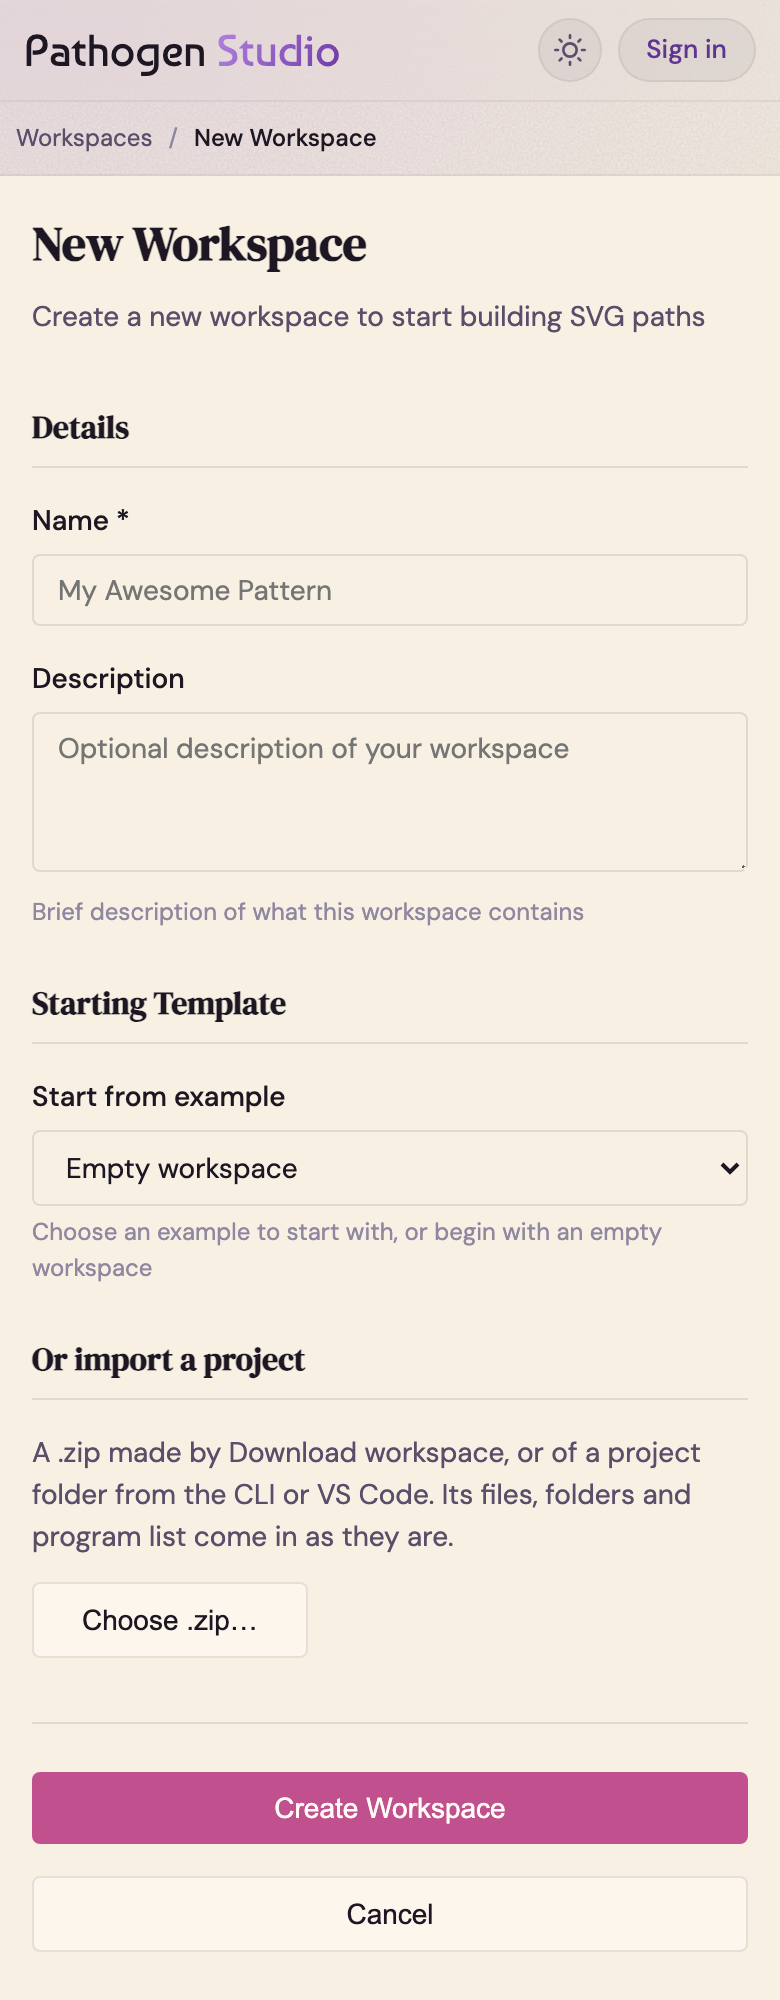 Pathogen Studio
Sign in
Workspaces / New Workspace
New Workspace
Create a new workspace to start building SVG paths
Details
Name *
My Awesome Pattern
Description
Optional description of your workspace
Brief description of what this workspace contains
Starting Template
Start from example
Empty workspace
Choose an example to start with, or begin with an empty
workspace
Or import a project
A .zip made by Download workspace, or of a project
folder from the CLI or VS Code. Its files, folders and
program list come in as they are.
Choose .zip…
Create Workspace
Cancel